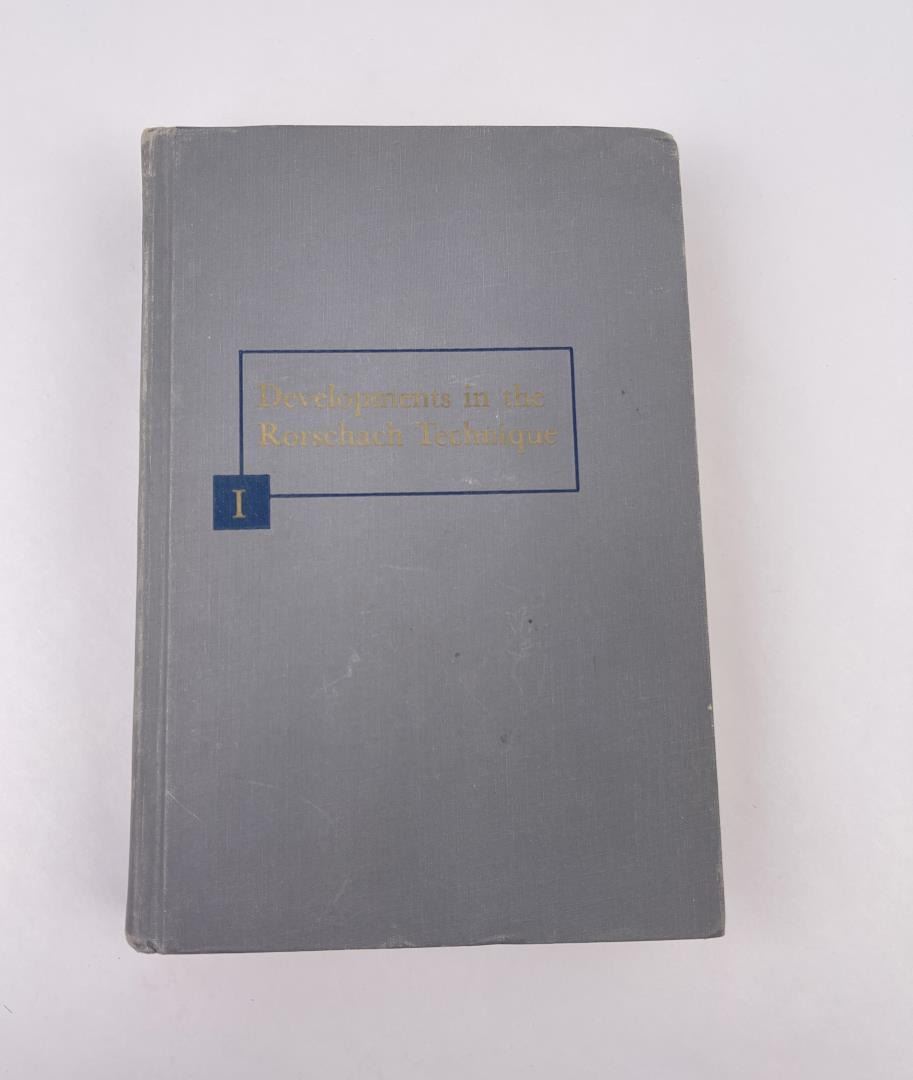 Developments in the
Rorschach Technique
I